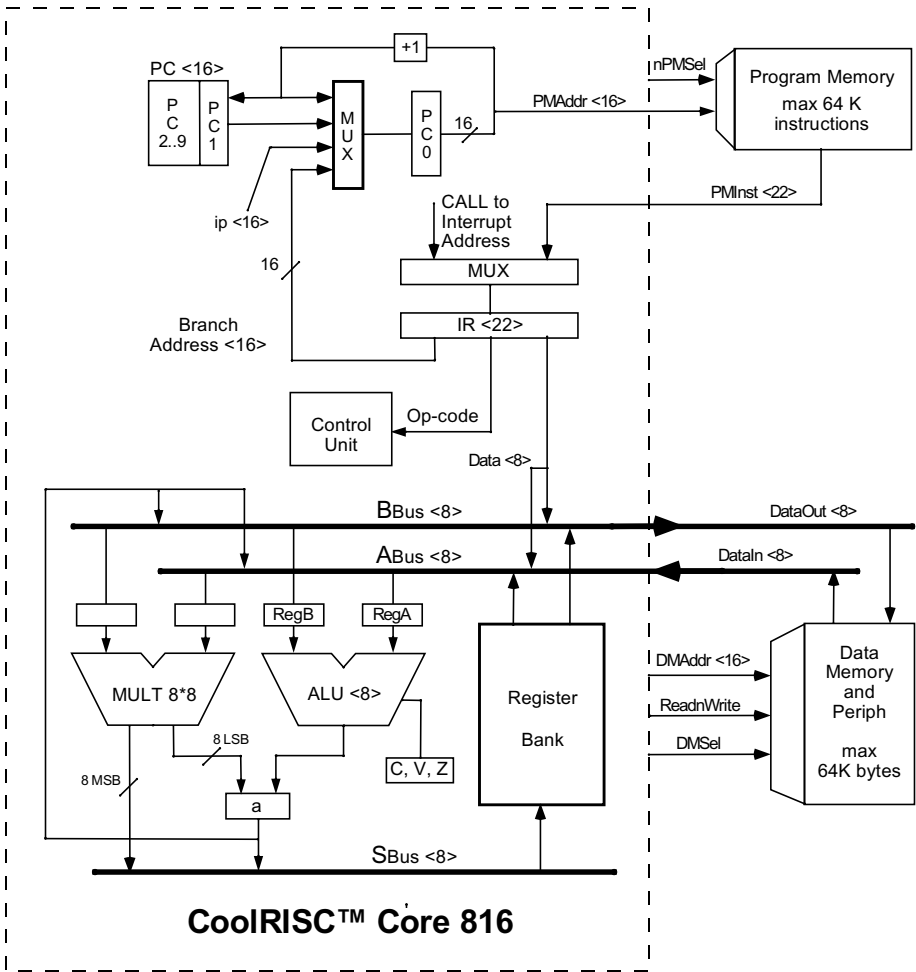 +1
PC <16>
P
C
2..9
P
C
1
M
U
X
P
C
0
16
nPMSel
PMAddr <16>
Program Memory
max 64 K
instructions
ip <16>
CALL to
Interrupt
Address
PMInst <22>
16
MUX
IR <22>
Branch
Address <16>
Control
Unit
Op-code
Data <8>
BBus <8>
DataOut <8>
ABus <8>
DataIn <8>
RegB
RegA
MULT 8*8
ALU <8>
Register
Bank
DMAddr <16>
ReadnWrite
DMSel
Data
Memory
and
Periph
max
64K bytes
8 LSB
8 MSB
C, V, Z
a
SBus <8>
CoolRISC™ Core 816